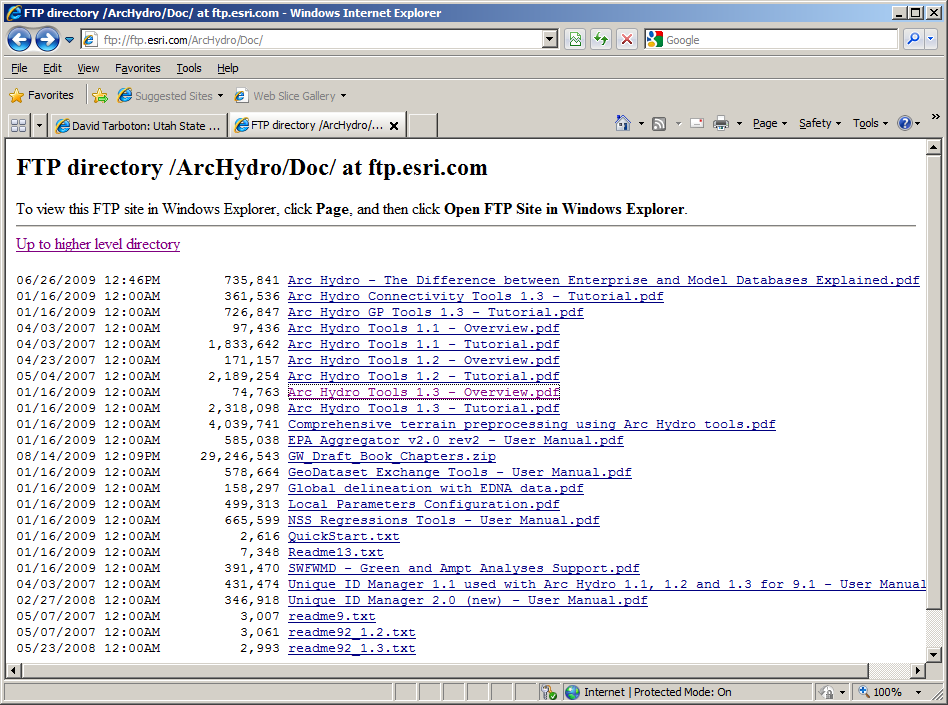 FTP directory /ArcHydro/Doc/ at ftp.esri.com - Windows Internet Explorer
ftp://ftp.esri.com/ArcHydro/Doc/
Google
File Edit View Favorites Tools Help
Favorites Suggested Sites Web Slice Gallery
David Tarboton: Utah State ... FTP directory /ArcHydro/... Page Safety Tools »
FTP directory /ArcHydro/Doc/ at ftp.esri.com
To view this FTP site in Windows Explorer, click Page, and then click Open FTP Site in Windows Explorer.
Up to higher level directory
06/26/2009 12:46PM 735,841 Arc Hydro - The Difference between Enterprise and Model Databases Explained.pdf
01/16/2009 12:00AM 361,536 Arc Hydro Connectivity Tools 1.3 - Tutorial.pdf
01/16/2009 12:00AM 726,847 Arc Hydro GP Tools 1.3 - Tutorial.pdf
04/03/2007 12:00AM 97,436 Arc Hydro Tools 1.1 - Overview.pdf
04/03/2007 12:00AM 1,833,642 Arc Hydro Tools 1.1 - Tutorial.pdf
04/23/2007 12:00AM 171,157 Arc Hydro Tools 1.2 - Overview.pdf
05/04/2007 12:00AM 2,189,254 Arc Hydro Tools 1.2 - Tutorial.pdf
01/16/2009 12:00AM 74,763 Arc Hydro Tools 1.3 - Overview.pdf
01/16/2009 12:00AM 2,318,098 Arc Hydro Tools 1.3 - Tutorial.pdf
01/16/2009 12:00AM 4,039,741 Comprehensive terrain preprocessing using Arc Hydro tools.pdf
01/16/2009 12:00AM 585,038 EPA Aggregator v2.0 rev2 - User Manual.pdf
08/14/2009 12:09PM 29,246,543 GW_Draft_Book_Chapters.zip
01/16/2009 12:00AM 578,664 GeoDataset Exchange Tools - User Manual.pdf
01/16/2009 12:00AM 158,297 Global delineation with EDNA data.pdf
01/16/2009 12:00AM 499,313 Local Parameters Configuration.pdf
01/16/2009 12:00AM 665,599 NSS Regressions Tools - User Manual.pdf
01/16/2009 12:00AM 2,616 QuickStart.txt
01/16/2009 12:00AM 7,348 Readme13.txt
01/16/2009 12:00AM 391,470 SWFWMD - Green and Ampt Analyses Support.pdf
04/03/2007 12:00AM 431,474 Unique ID Manager 1.1 used with Arc Hydro 1.1, 1.2 and 1.3 for 9.1 - User Manual
02/27/2008 12:00AM 346,918 Unique ID Manager 2.0 (new) - User Manual.pdf
05/07/2007 12:00AM 3,007 readme9.txt
05/07/2007 12:00AM 3,061 readme92_1.2.txt
05/23/2008 12:00AM 2,993 readme92_1.3.txt
Internet | Protected Mode: On 100%